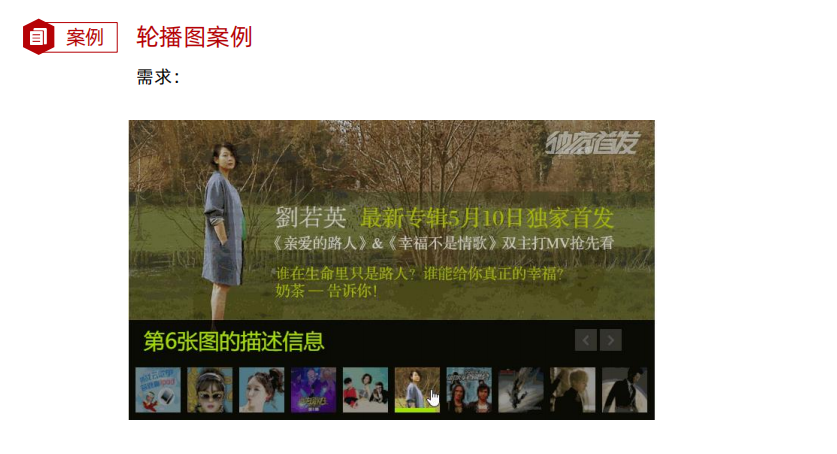 案例
轮播图案例
需求：
独家首发
劉若英 最新专辑5月10日独家首发
《亲爱的路人》&《幸福不是情歌》双主打MV抢先看
谁在生命里只是路人？谁能给你真正的幸福？
奶茶 — 告诉你！
第6张图的描述信息